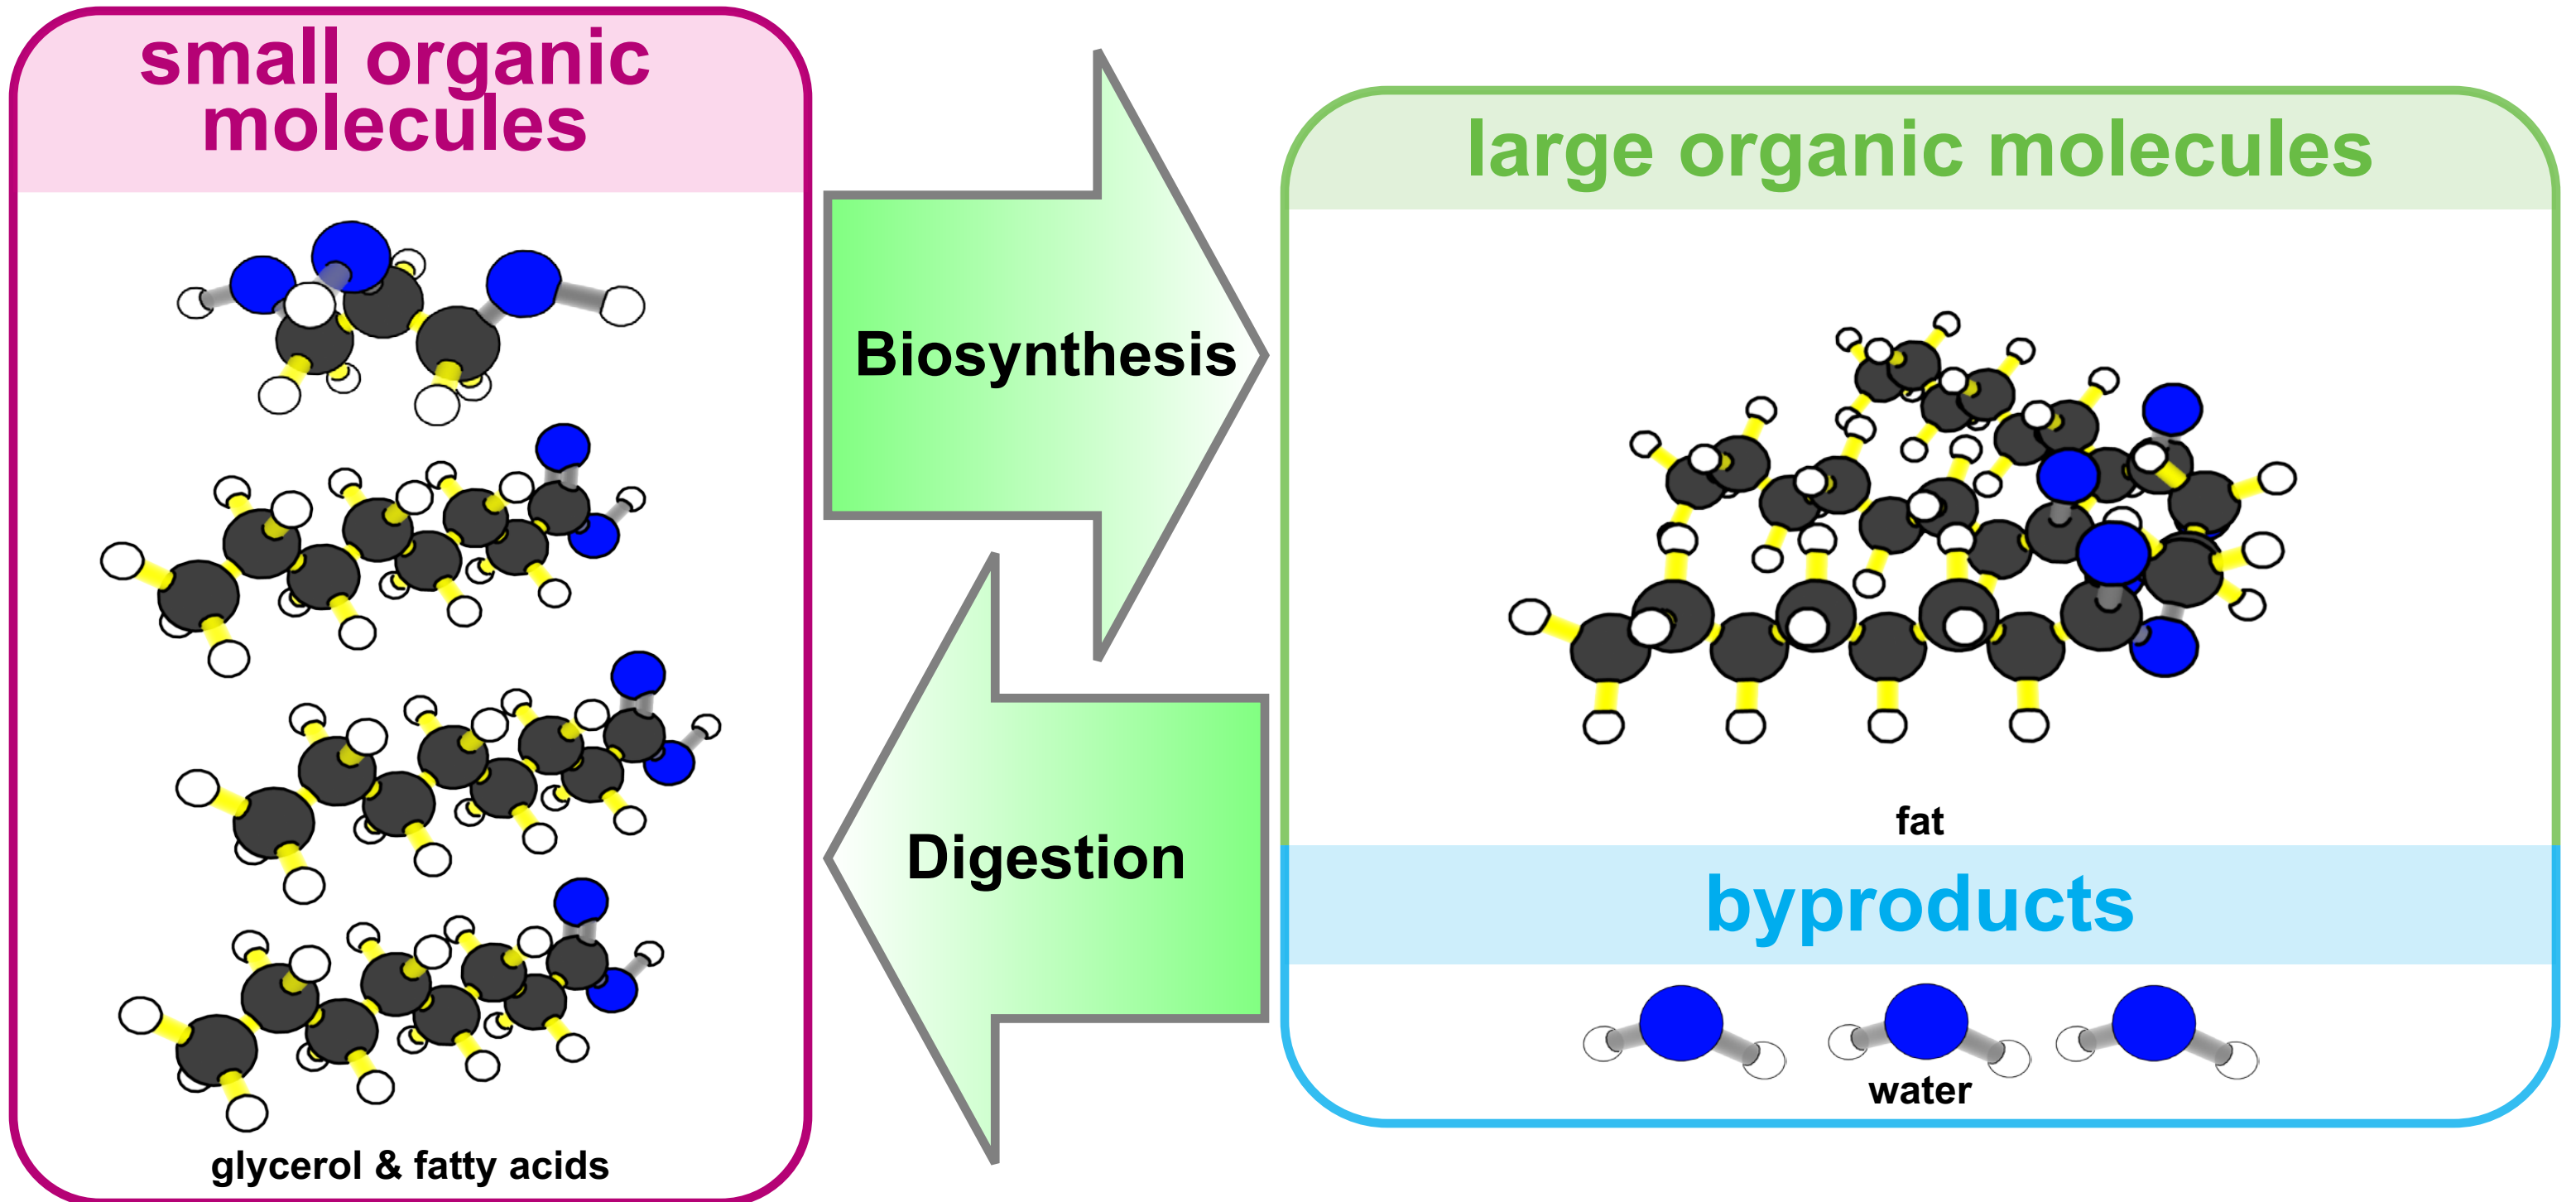 small organic
molecules
glycerol & fatty acids
Biosynthesis
Digestion
large organic molecules
fat
byproducts
water